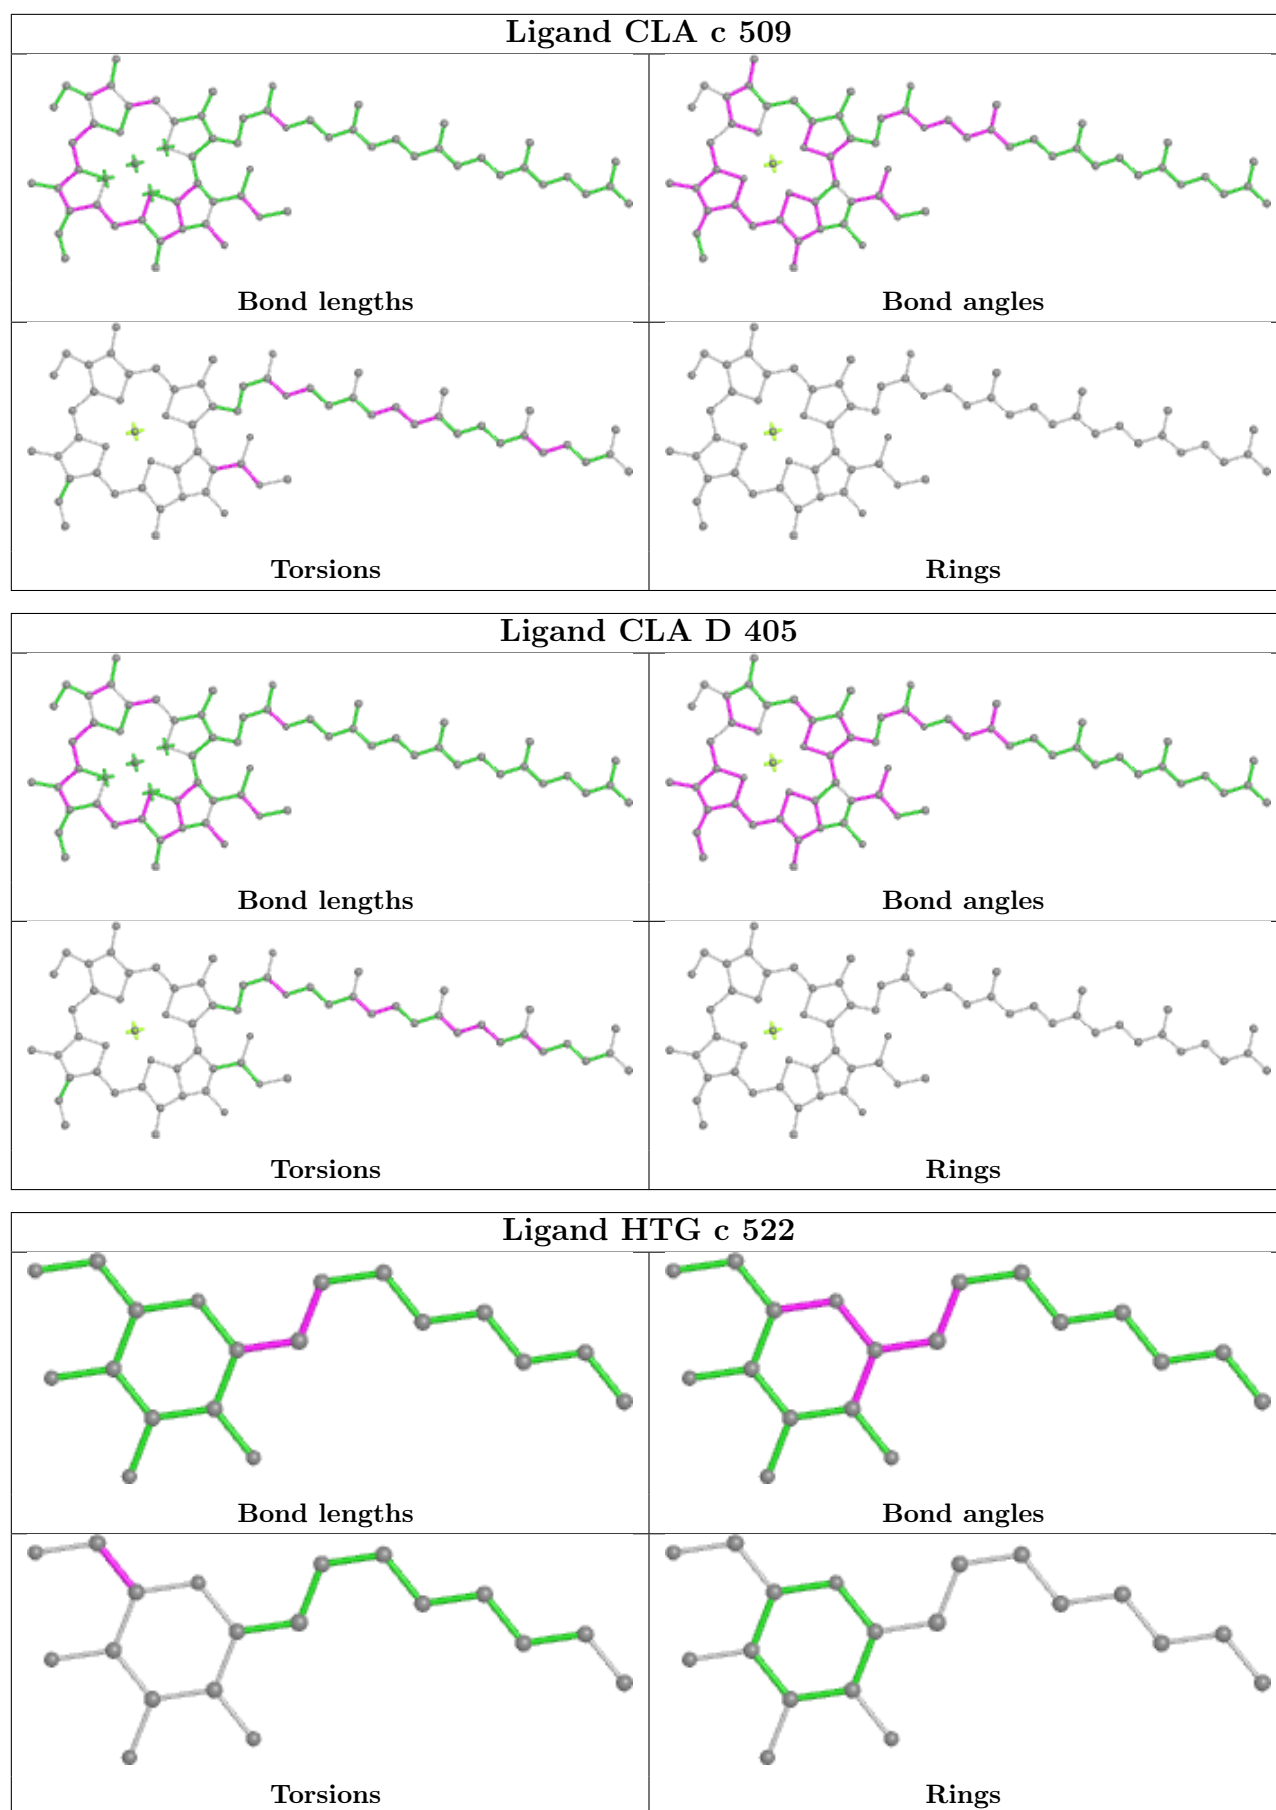 Ligand CLA c 509
Bond lengths
Bond angles
Torsions
Rings
Ligand CLA D 405
Bond lengths
Bond angles
Torsions
Rings
Ligand HTG c 522
Bond lengths
Bond angles
Torsions
Rings